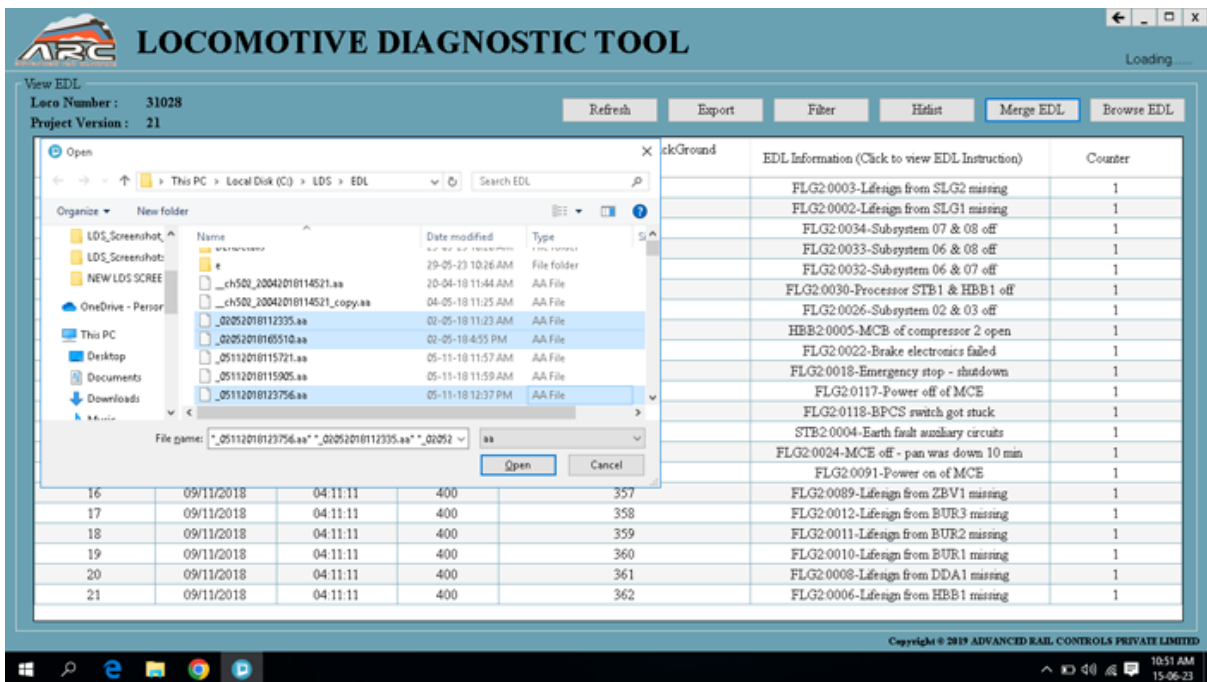 ARC
LOCOMOTIVE DIAGNOSTIC TOOL
Loading......
View EDL
Loco Number : 31028
Project Version : 21
Refresh Export Filter Hitlist Merge EDL Browse EDL
ckGround EDL Information (Click to view EDL Instruction) Counter
Open
This PC > Local Disk (C:) > LDS > EDL
Search EDL
Organize New folder
LDS_Screenshot_
LDS_Screenshots
NEW LDS SCREE
OneDrive - Person
This PC
Desktop
Documents
Downloads
Music
Name Date modified Type
e 29-05-23 10:26 AM File folder
__ch502_20042018114521.aa 20-04-18 11:44 AM AA File
__ch502_20042018114521_copy.aa 04-05-18 11:25 AM AA File
_02052018112335.aa 02-05-18 11:23 AM AA File
_02052018165510.aa 02-05-18 4:55 PM AA File
_05112018115721.aa 05-11-18 11:57 AM AA File
_05112018115905.aa 05-11-18 11:59 AM AA File
_05112018123756.aa 05-11-18 12:37 PM AA File
File name: "_05112018123756.aa" "_02052018112335.aa" "_02052 aa
Open Cancel
FLG2:0003-Lifesign from SLG2 missing 1
FLG2:0002-Lifesign from SLG1 missing 1
FLG2:0034-Subsystem 07 & 08 off 1
FLG2:0033-Subsystem 06 & 08 off 1
FLG2:0032-Subsystem 06 & 07 off 1
FLG2:0030-Processor STB1 & HBB1 off 1
FLG2:0026-Subsystem 02 & 03 off 1
HBB2:0005-MCB of compressor 2 open 1
FLG2:0022-Brake electronics failed 1
FLG2:0018-Emergency stop - shutdown 1
FLG2:0117-Power off of MCE 1
FLG2:0118-BPCS switch got stuck 1
STB2:0004-Earth fault auxiliary circuits 1
FLG2:0024-MCE off - pan was down 10 min 1
FLG2:0091-Power on of MCE 1
16 09/11/2018 04:11:11 400 357 FLG2:0089-Lifesign from ZBV1 missing 1
17 09/11/2018 04:11:11 400 358 FLG2:0012-Lifesign from BUR3 missing 1
18 09/11/2018 04:11:11 400 359 FLG2:0011-Lifesign from BUR2 missing 1
19 09/11/2018 04:11:11 400 360 FLG2:0010-Lifesign from BUR1 missing 1
20 09/11/2018 04:11:11 400 361 FLG2:0008-Lifesign from DDA1 missing 1
21 09/11/2018 04:11:11 400 362 FLG2:0006-Lifesign from HBB1 missing 1
Copyright © 2019 ADVANCED RAIL CONTROLS PRIVATE LIMITED
10:51 AM
15-06-23